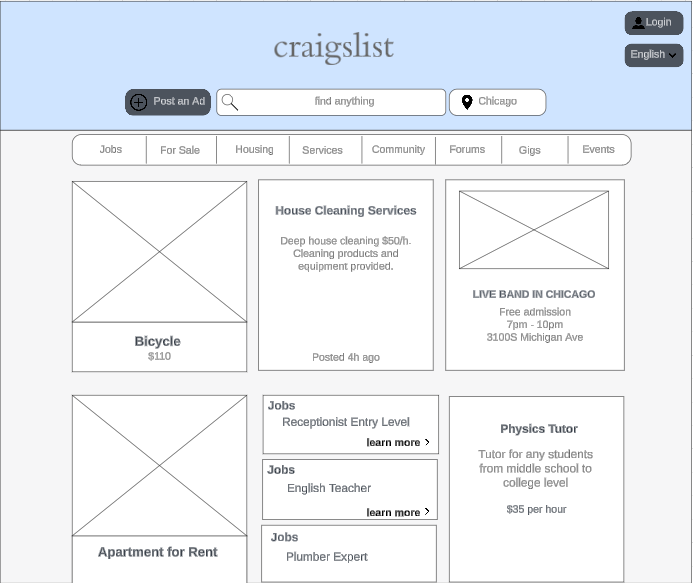 Login
craigslist
English
Post an Ad
find anything
Chicago
Jobs
For Sale
Housing
Services
Community
Forums
Gigs
Events
Bicycle
$110
House Cleaning Services
Deep house cleaning $50/h.
Cleaning products and
equipment provided.
Posted 4h ago
LIVE BAND IN CHICAGO
Free admission
7pm - 10pm
3100S Michigan Ave
Apartment for Rent
Jobs
Receptionist Entry Level
learn more
Jobs
English Teacher
learn more
Jobs
Plumber Expert
Physics Tutor
Tutor for any students
from middle school to
college level
$35 per hour